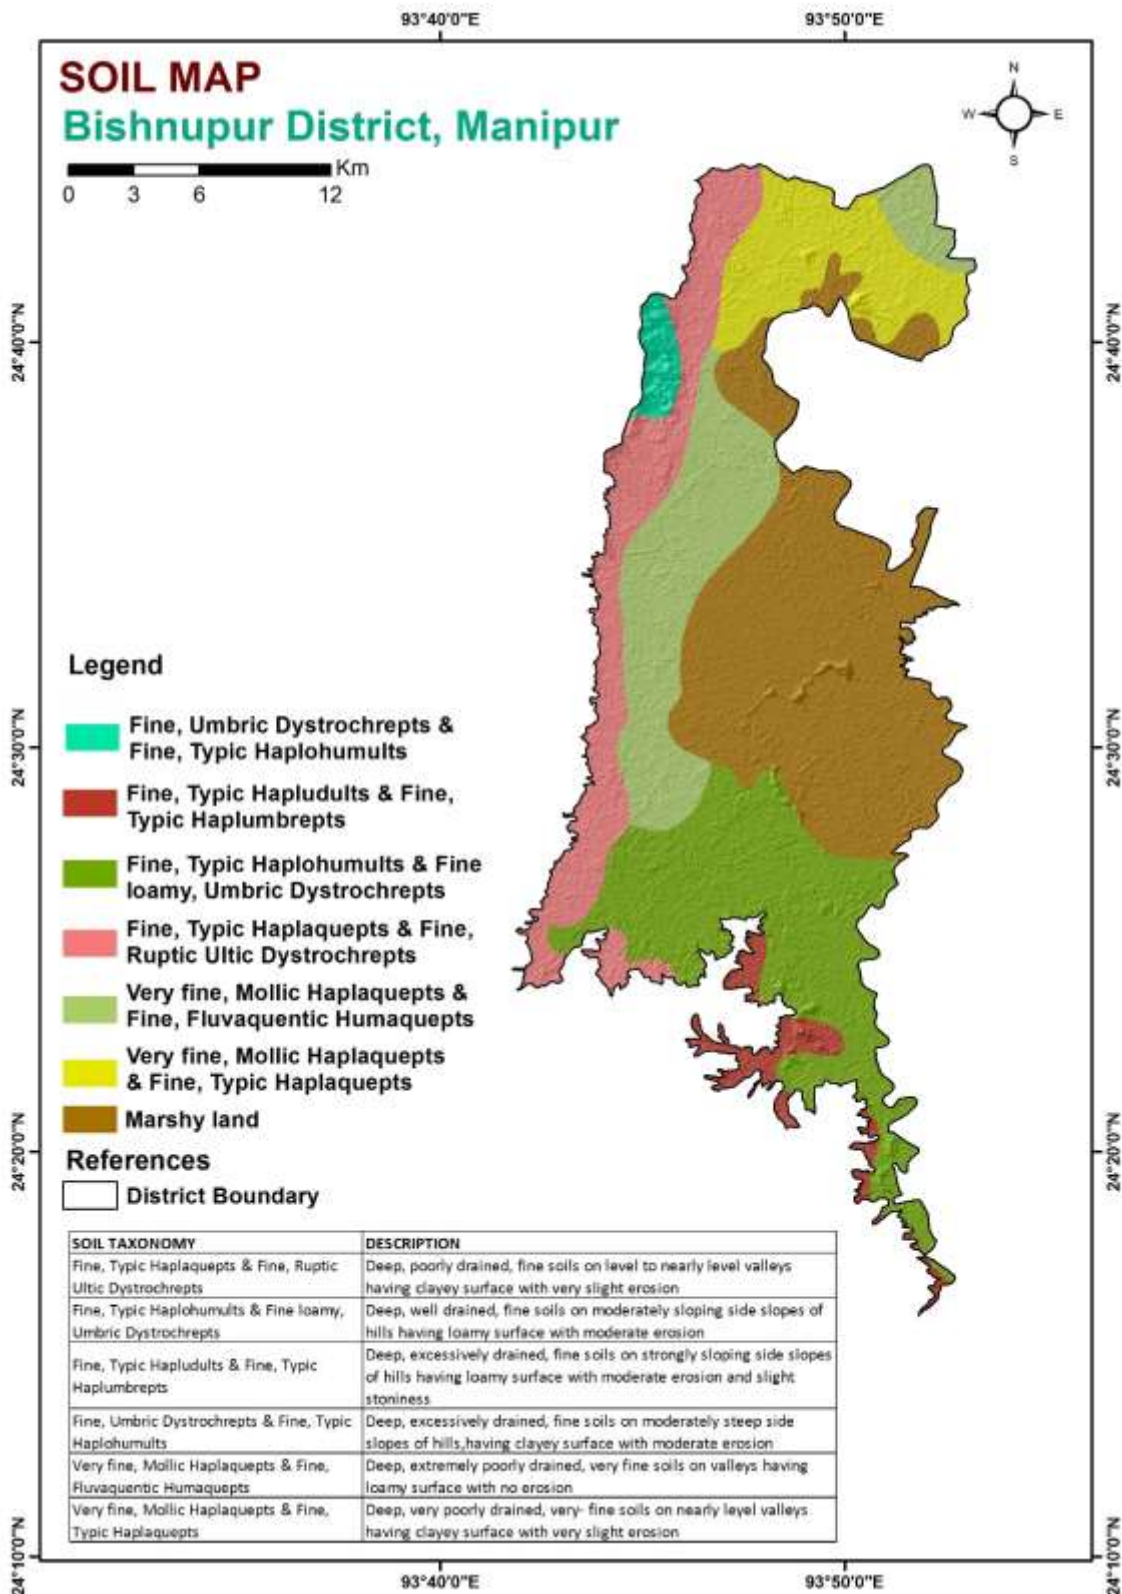 93°40'0"E
93°50'0"E
SOIL MAP
Bishnupur District, Manipur
N
W
E
S
Km
0
3
6
12
24°40'0"N
24°40'0"N
24°30'0"N
24°30'0"N
24°20'0"N
24°20'0"N
24°10'0"N
24°10'0"N
Legend
Fine, Umbric Dystrochrepts &
Fine, Typic Haplohumults
Fine, Typic Hapludults & Fine,
Typic Haplumbrepts
Fine, Typic Haplohumults & Fine
loamy, Umbric Dystrochrepts
Fine, Typic Haplaquepts & Fine,
Ruptic Ultic Dystrochrepts
Very fine, Mollic Haplaquepts &
Fine, Fluvaquentic Humaquepts
Very fine, Mollic Haplaquepts
& Fine, Typic Haplaquepts
Marshy land
References
District Boundary
SOIL TAXONOMY
DESCRIPTION
Fine, Typic Haplaquepts & Fine, Ruptic
Ultic Dystrochrepts
Deep, poorly drained, fine soils on level to nearly level valleys
having clayey surface with very slight erosion
Fine, Typic Haplohumults & Fine loamy,
Umbric Dystrochrepts
Deep, well drained, fine soils on moderately sloping side slopes of
hills having loamy surface with moderate erosion
Fine, Typic Hapludults & Fine, Typic
Haplumbrepts
Deep, excessively drained, fine soils on strongly sloping side slopes
of hills having loamy surface with moderate erosion and slight
stoniness
Fine, Umbric Dystrochrepts & Fine, Typic
Haplohumults
Deep, excessively drained, fine soils on moderately steep side
slopes of hills,having clayey surface with moderate erosion
Very fine, Mollic Haplaquepts & Fine,
Fluvaquentic Humaquepts
Deep, extremely poorly drained, very fine soils on valleys having
loamy surface with no erosion
Very fine, Mollic Haplaquepts & Fine,
Typic Haplaquepts
Deep, very poorly drained, very- fine soils on nearly level valleys
having clayey surface with very slight erosion
93°40'0"E
93°50'0"E